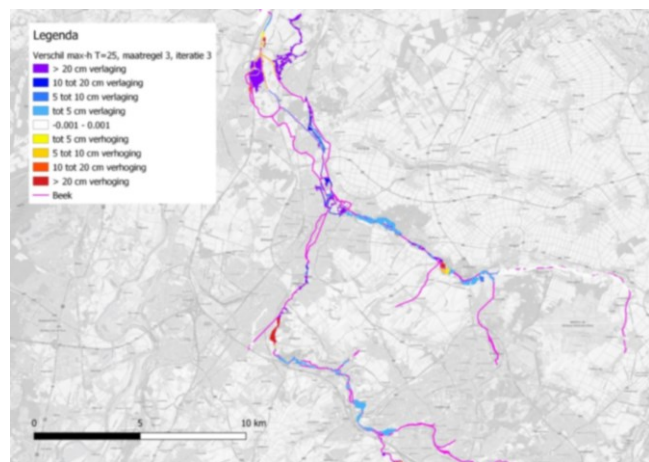 Legenda
Verschil max-h T=25, maatregel 3, iteratie 3
> 20 cm verlaging
10 tot 20 cm verlaging
5 tot 10 cm verlaging
tot 5 cm verlaging
-0.001 - 0.001
tot 5 cm verhoging
5 tot 10 cm verhoging
10 tot 20 cm verhoging
> 20 cm verhoging
Beek
0 5 10 km